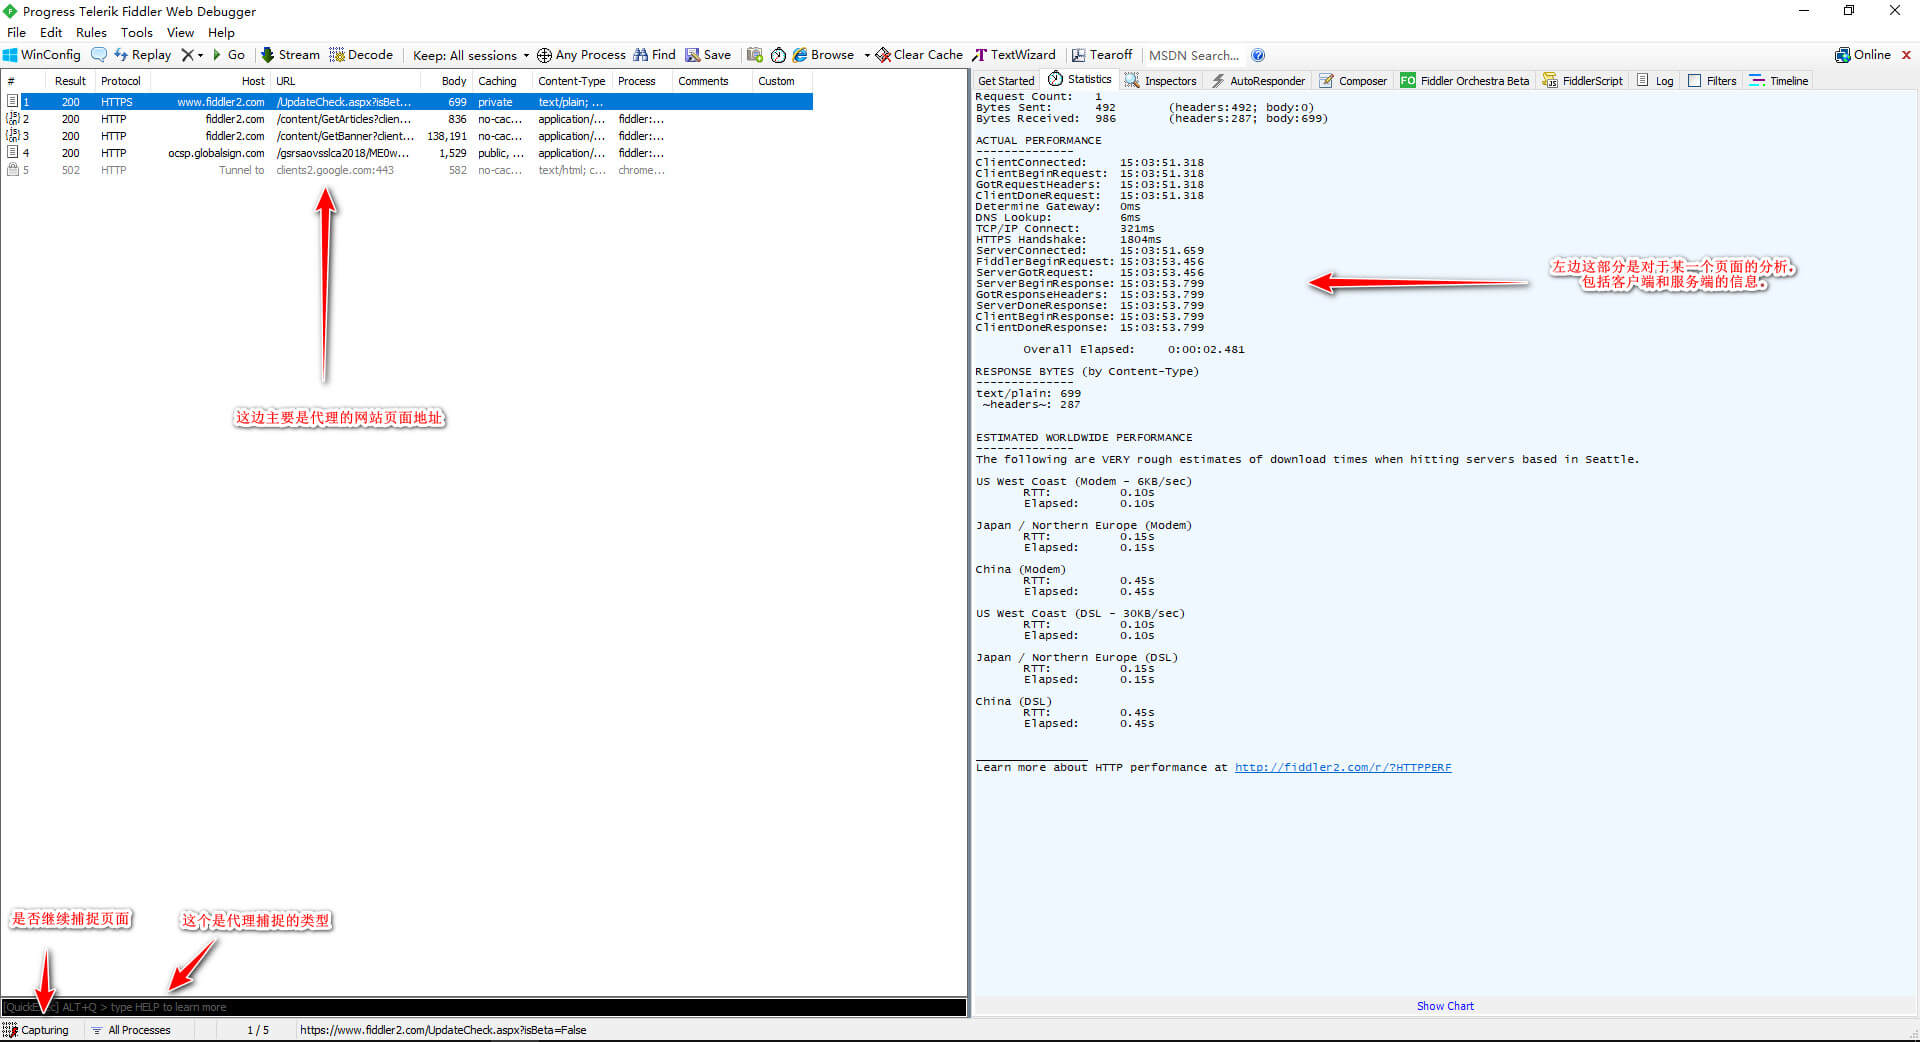 Progress Telerik Fiddler Web Debugger
File Edit Rules Tools View Help
WinConfig Replay Go Stream Decode Keep: All sessions Any Process Find Save Browse Clear Cache TextWizard Tearoff MSDN Search... Online
# Result Protocol Host URL Body Caching Content-Type Process Comments Custom
1 200 HTTPS www.fiddler2.com /UpdateCheck.aspx?isBet... 699 private text/plain; ...
2 200 HTTP fiddler2.com /content/GetArticles?clien... 836 no-cac... application/... fiddler:...
3 200 HTTP fiddler2.com /content/GetBanner?client... 138,191 no-cac... application/... fiddler:...
4 200 HTTP ocsp.globalsign.com /gsrsaovsslca2018/ME0w... 1,529 public, ... application/... fiddler:...
5 502 HTTP Tunnel to clients2.google.com:443 582 no-cac... text/html; c... chrome...
这边主要是代理的网站页面地址
是否继续捕捉页面
这个是代理捕捉的类型
[QuickExec] ALT+Q > type HELP to learn more
Capturing All Processes 1 / 5 https://www.fiddler2.com/UpdateCheck.aspx?isBeta=False
Get Started Statistics Inspectors AutoResponder Composer FO Fiddler Orchestra Beta FiddlerScript Log Filters Timeline
Request Count: 1
Bytes Sent: 492 (headers:492; body:0)
Bytes Received: 986 (headers:287; body:699)
ACTUAL PERFORMANCE
--------------
ClientConnected: 15:03:51.318
ClientBeginRequest: 15:03:51.318
GotRequestHeaders: 15:03:51.318
ClientDoneRequest: 15:03:51.318
Determine Gateway: 0ms
DNS Lookup: 6ms
TCP/IP Connect: 321ms
HTTPS Handshake: 1804ms
ServerConnected: 15:03:51.659
FiddlerBeginRequest: 15:03:53.456
ServerGotRequest: 15:03:53.456
ServerBeginResponse: 15:03:53.799
GotResponseHeaders: 15:03:53.799
ServerDoneResponse: 15:03:53.799
ClientBeginResponse: 15:03:53.799
ClientDoneResponse: 15:03:53.799
左边这部分是对于某一个页面的分析，
包括客户端和服务端的信息.
Overall Elapsed: 0:00:02.481
RESPONSE BYTES (by Content-Type)
--------------
text/plain: 699
~headers~: 287
ESTIMATED WORLDWIDE PERFORMANCE
--------------
The following are VERY rough estimates of download times when hitting servers based in Seattle.
US West Coast (Modem - 6KB/sec)
RTT: 0.10s
Elapsed: 0.10s
Japan / Northern Europe (Modem)
RTT: 0.15s
Elapsed: 0.15s
China (Modem)
RTT: 0.45s
Elapsed: 0.45s
US West Coast (DSL - 30KB/sec)
RTT: 0.10s
Elapsed: 0.10s
Japan / Northern Europe (DSL)
RTT: 0.15s
Elapsed: 0.15s
China (DSL)
RTT: 0.45s
Elapsed: 0.45s
________________
Learn more about HTTP performance at http://fiddler2.com/r/?HTTPPERF
Show Chart